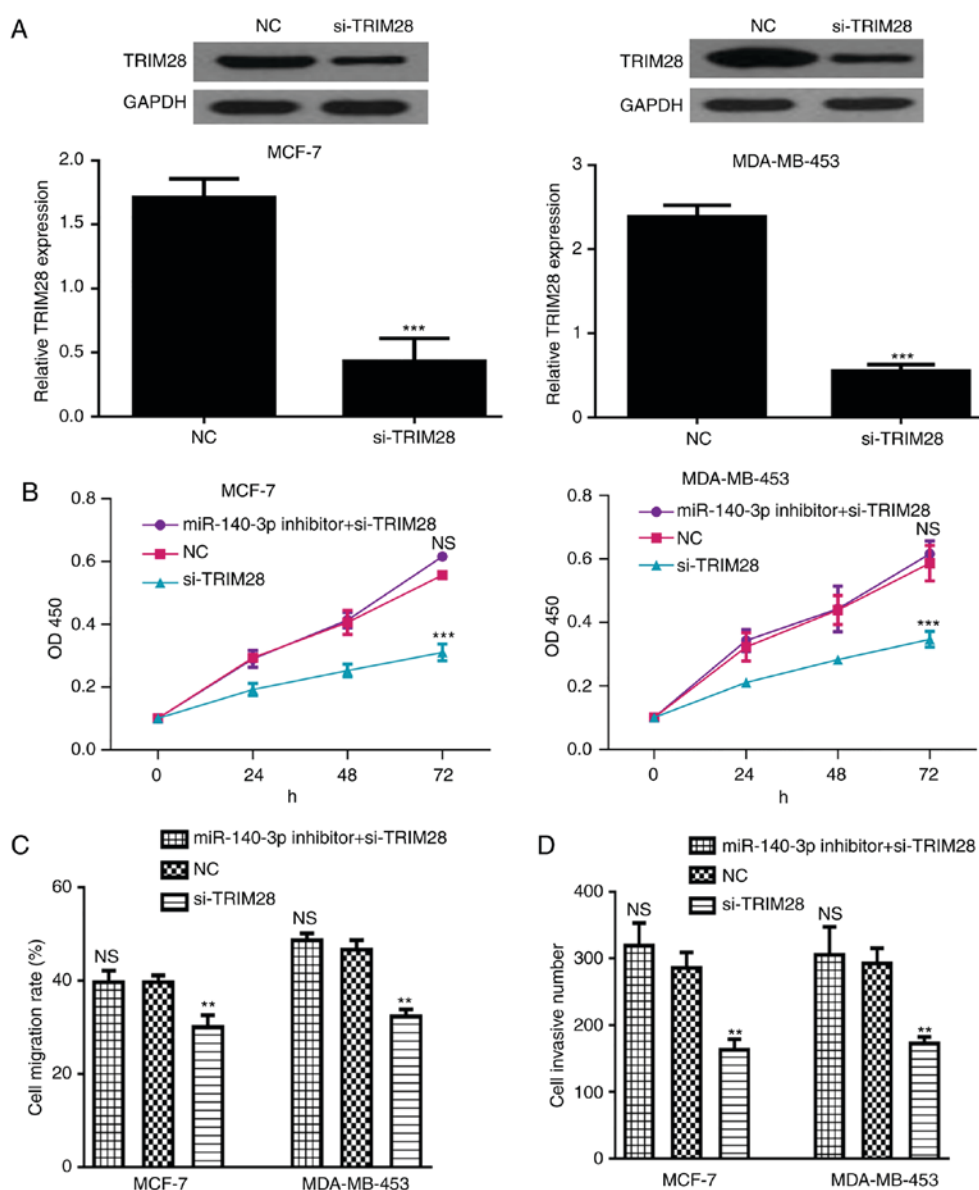 A
NC si-TRIM28
TRIM28
GAPDH
MCF-7
2.0
1.5
1.0
0.5
0.0
Relative TRIM28 expression
***
NC si-TRIM28
NC si-TRIM28
TRIM28
GAPDH
MDA-MB-453
3
2
1
0
Relative TRIM28 expression
***
NC si-TRIM28
B
MCF-7
0.8
0.6
0.4
0.2
0.0
OD 450
miR-140-3p inhibitor+si-TRIM28
NC
si-TRIM28
NS
***
0 24 48 72
h
MDA-MB-453
0.8
0.6
0.4
0.2
0.0
OD 450
miR-140-3p inhibitor+si-TRIM28
NC
si-TRIM28
NS
***
0 24 48 72
h
C
miR-140-3p inhibitor+si-TRIM28
NC
si-TRIM28
60
40
20
0
Cell migration rate (%)
NS
**
NS
**
MCF-7 MDA-MB-453
D
miR-140-3p inhibitor+si-TRIM28
NC
si-TRIM28
400
300
200
100
0
Cell invasive number
NS
**
NS
**
MCF-7 MDA-MB-453